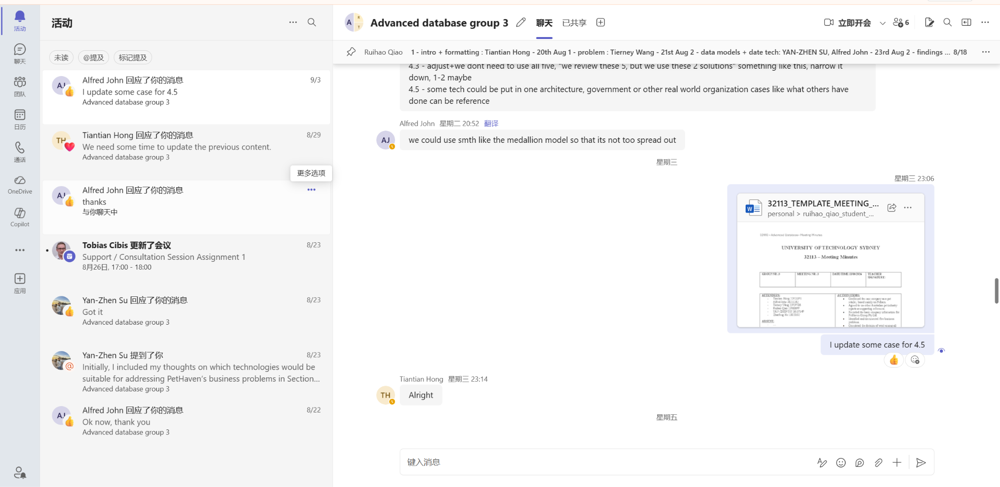 活动
聊天
团队
日历
通话
OneDrive
Copilot
应用
活动
未读
@提及
标记提及
AJ
Alfred John 回应了你的消息
9/3
I update some case for 4.5
Advanced database group 3
TH
Tiantian Hong 回应了你的消息
8/29
We need some time to update the previous content.
Advanced database group 3
更多选项
AJ
Alfred John 回应了你的消息
thanks
与你聊天中
Tobias Cibis 更新了会议
8/23
Support / Consultation Session Assignment 1
8月26日, 17:00 - 18:00
Yan-Zhen Su 回应了你的消息
8/23
Got it
Advanced database group 3
Yan-Zhen Su 提到了你
8/23
Initially, I included my thoughts on which technologies would be
suitable for addressing PetHaven's business problems in Section...
Advanced database group 3
AJ
Alfred John 回应了你的消息
8/22
Ok now, thank you
Advanced database group 3
A
R
T
Advanced database group 3
聊天
已共享
立即开会
6
Ruihao Qiao
1 - intro + formatting : Tiantian Hong - 20th Aug 1 - problem : Tierney Wang - 21st Aug 2 - data models + date tech: YAN-ZHEN SU, Alfred John - 23rd Aug 2 - findings ...
8/18
4.3 - adjust+we dont need to use all five, "we review these 5, but we use these 2 solutions" something like this, narrow it
down, 1-2 maybe
4.5 - some tech could be put in one architecture, government or other real world organization cases like what others have
done can be reference
Alfred John 星期二 20:52 翻译
AJ
we could use smth like the medallion model so that its not too spread out
星期三
星期三 23:06
32113_TEMPLATE_MEETING_...
personal > ruihao_qiao_student_...
32113 – Advanced Database– Meeting Minutes
UNIVERSITY OF TECHNOLOGY SYDNEY
32113 – Meeting Minutes
GROUP NR.:3
MEETING NR.:3
TEACHER
SIGNATURE:
ATTENDEES:
ACTION ITEMS:
ABSENT:
I update some case for 4.5
Tiantian Hong 星期三 23:14
TH
Alright
星期五
键入消息